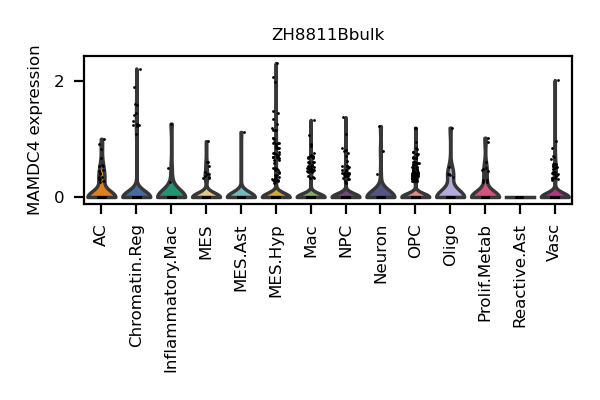 ZH8811Bbulk
MAMDC4 expression
2
0
AC
Chromatin.Reg
Inflammatory.Mac
MES
MES.Ast
MES.Hyp
Mac
NPC
Neuron
OPC
Oligo
Prolif.Metab
Reactive.Ast
Vasc